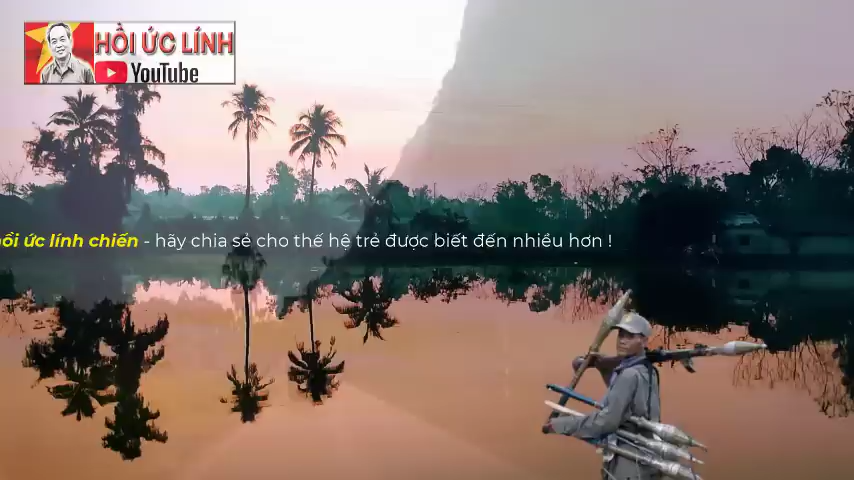 HỒI ỨC LÍNH
YouTube
hồi ức lính chiến - hãy chia sẻ cho thế hệ trẻ được biết đến nhiều hơn !